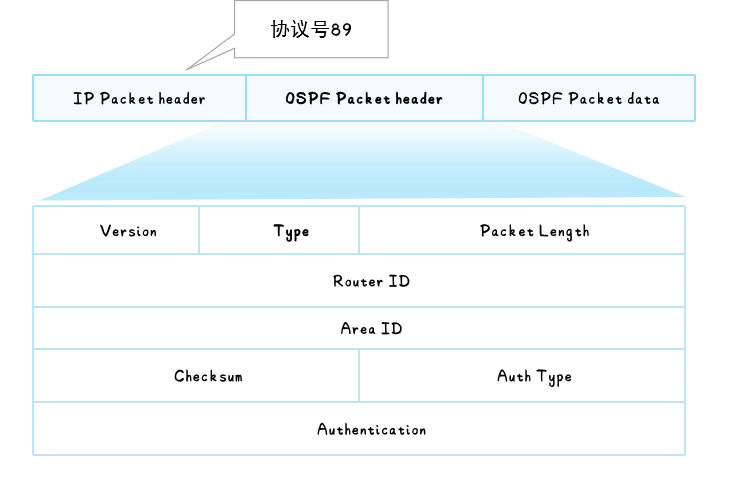 协议号89
IP Packet header
OSPF Packet header
OSPF Packet data
Version
Type
Packet Length
Router ID
Area ID
Checksum
Auth Type
Authentication